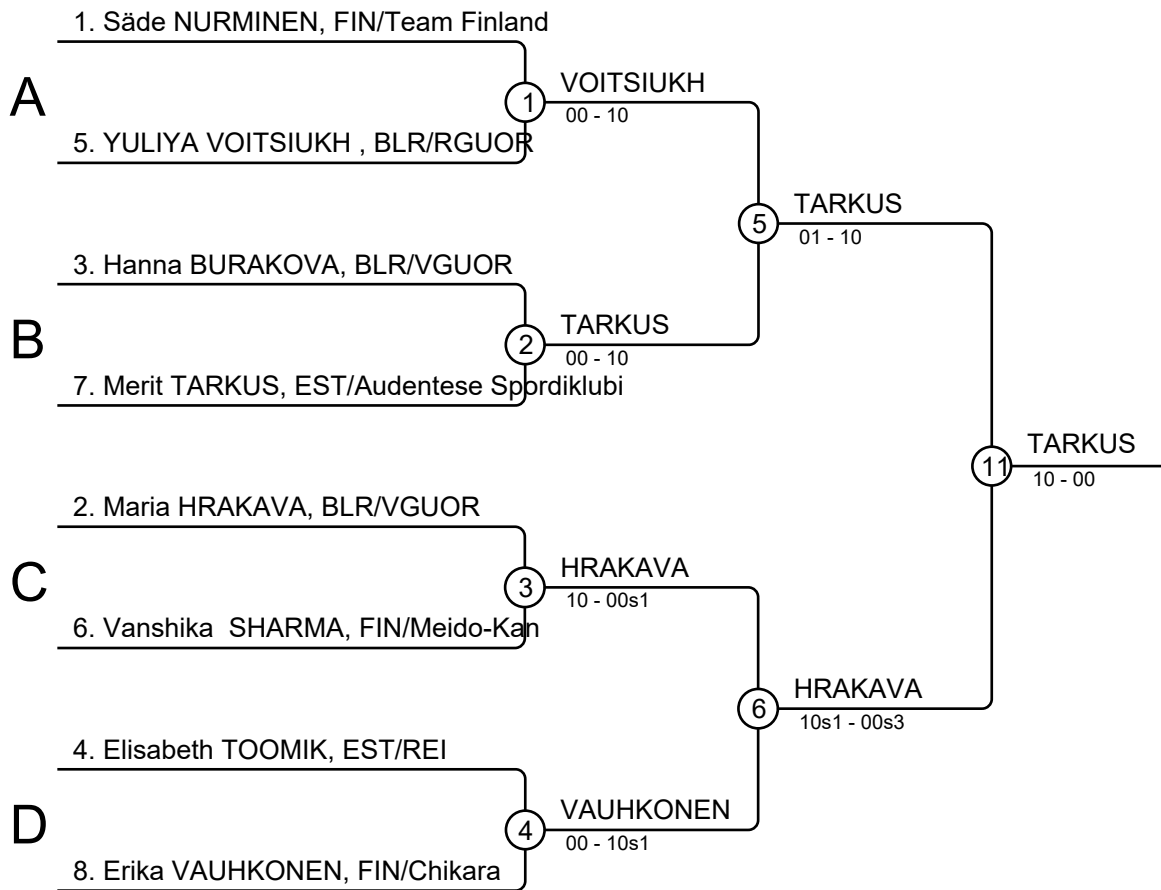 1. Säde NURMINEN, FIN/Team Finland
A
1
VOITSIUKH
00 - 10
5. YULIYA VOITSIUKH , BLR/RGUOR
5
TARKUS
01 - 10
3. Hanna BURAKOVA, BLR/VGUOR
B
2
TARKUS
00 - 10
7. Merit TARKUS, EST/Audentese Spordiklubi
11
TARKUS
10 - 00
2. Maria HRAKAVA, BLR/VGUOR
C
3
HRAKAVA
10 - 00s1
6. Vanshika  SHARMA, FIN/Meido-Kan
6
HRAKAVA
10s1 - 00s3
4. Elisabeth TOOMIK, EST/REI
D
4
VAUHKONEN
00 - 10s1
8. Erika VAUHKONEN, FIN/Chikara